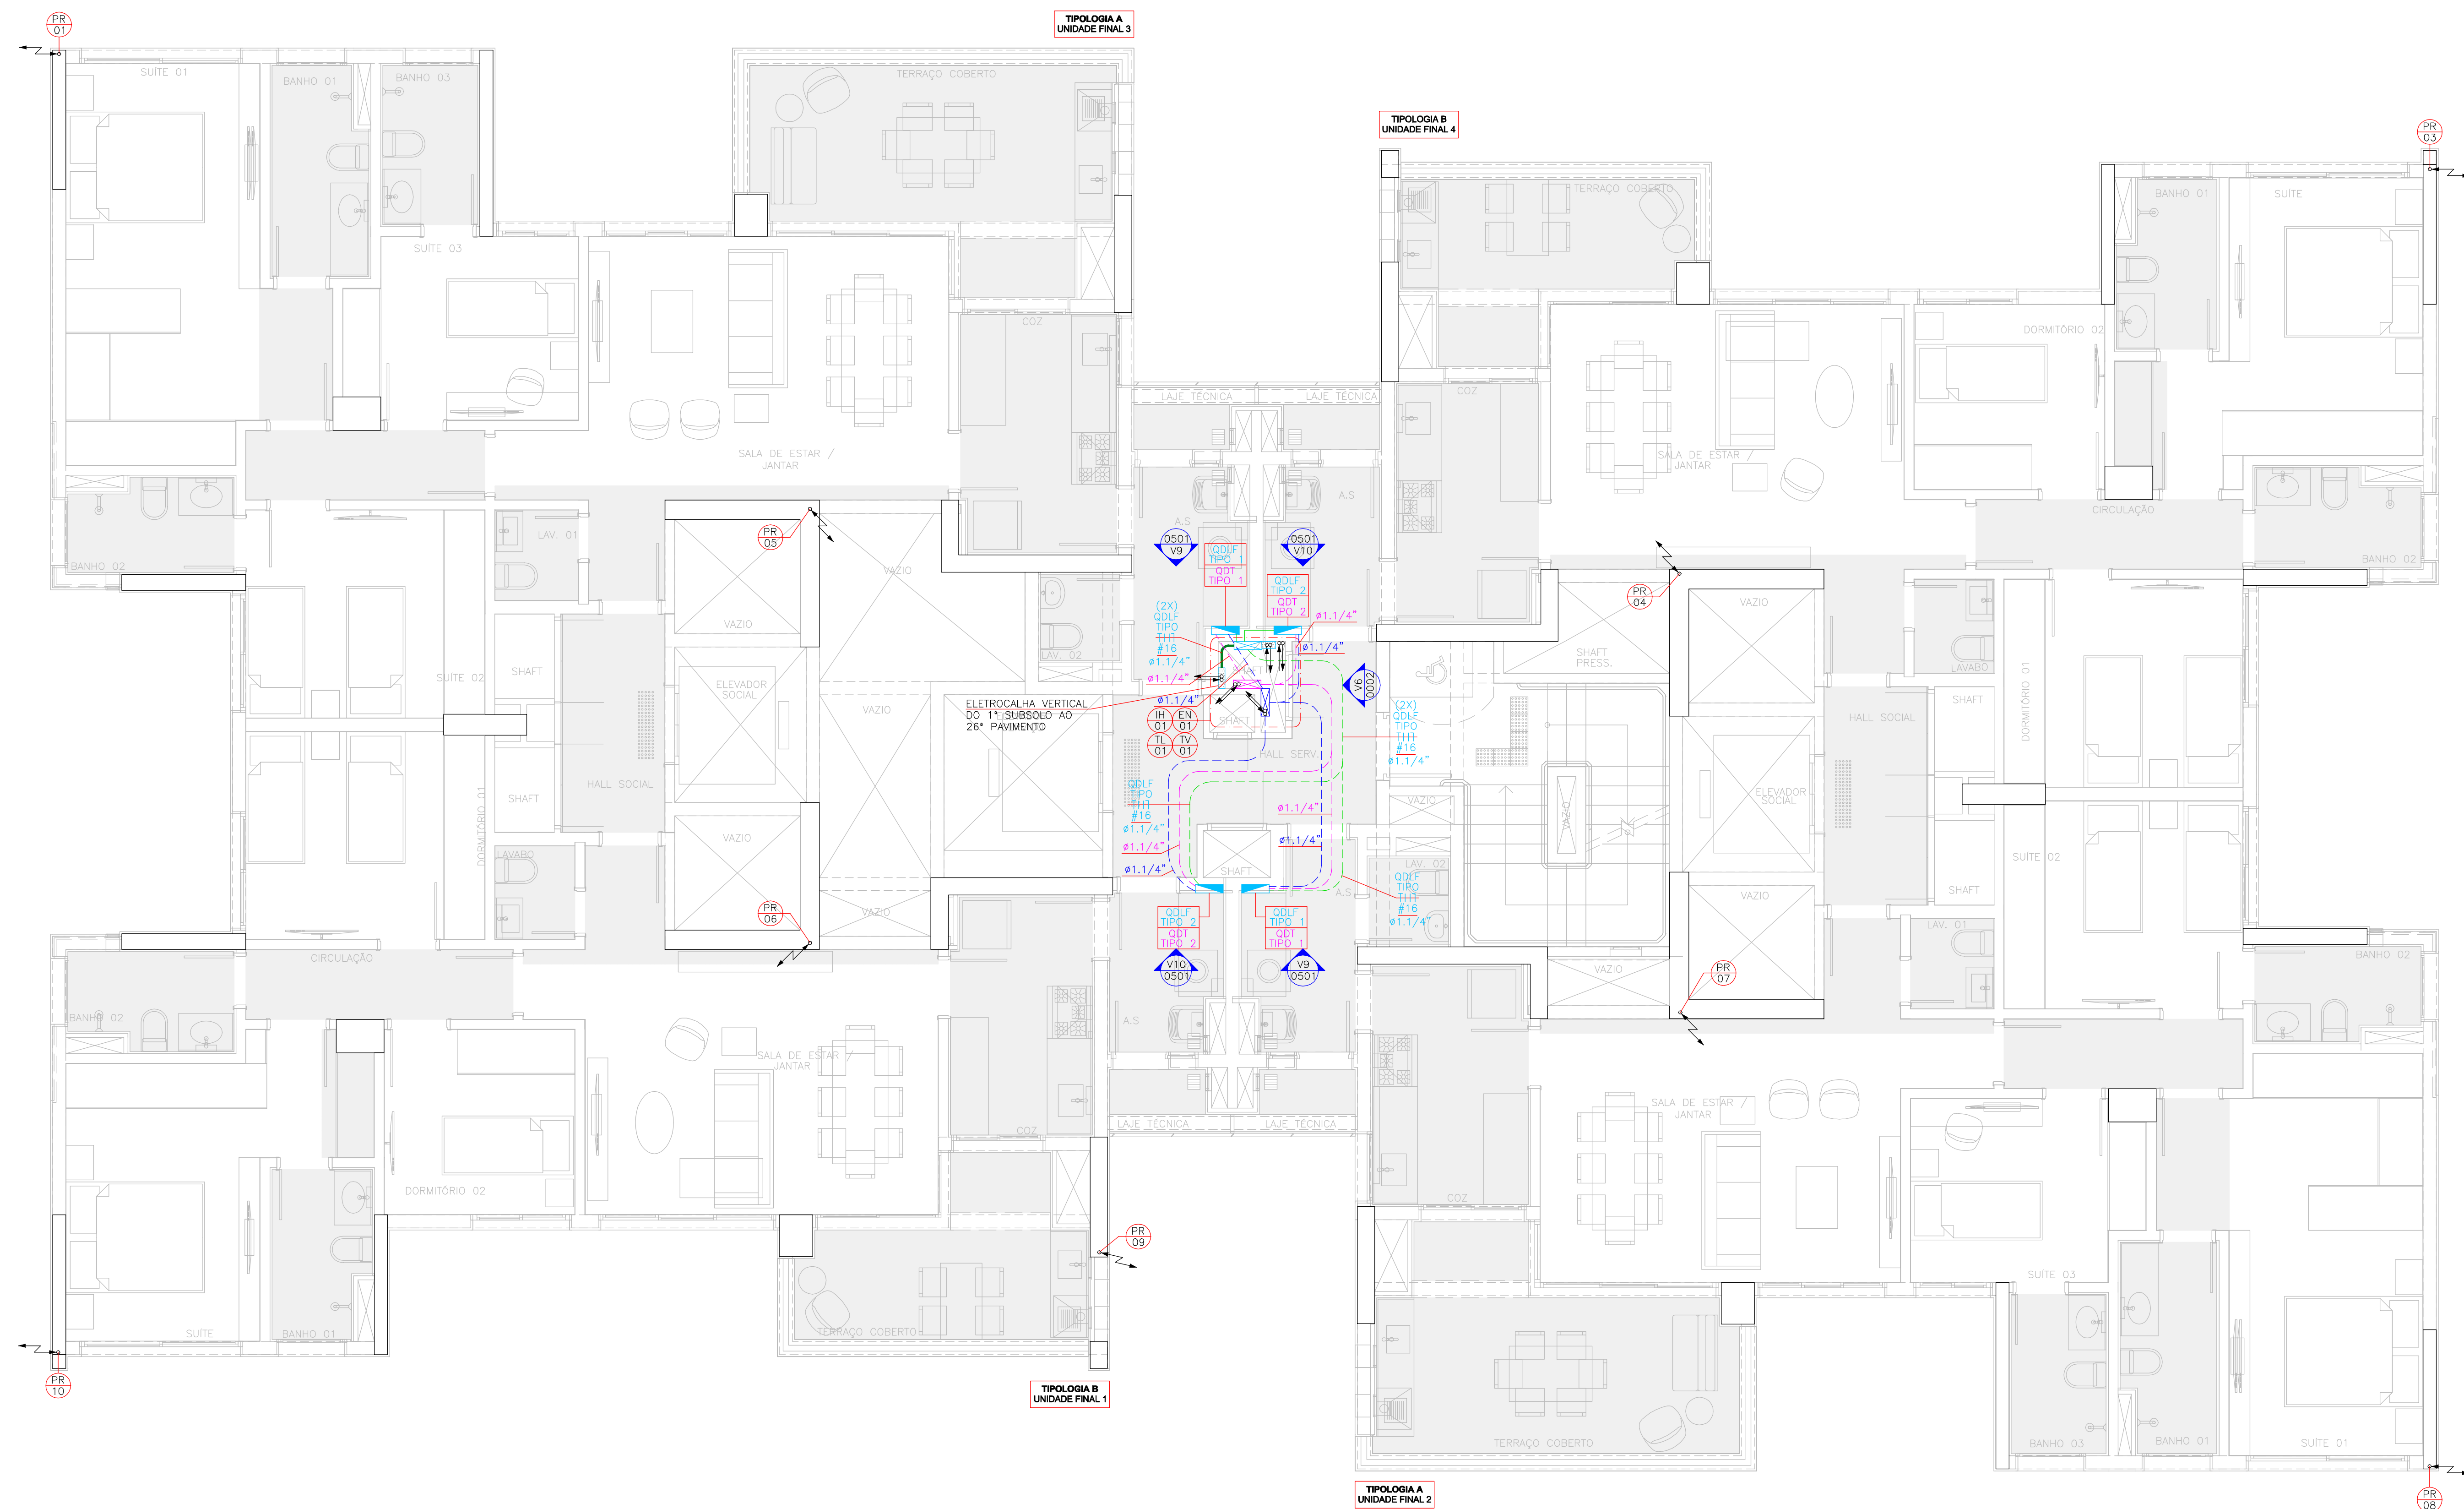 PR
01
TIPOLOGIA A
UNIDADE FINAL 3
SUÍTE 01
BANHO 01
BANHO 03
TERRAÇO COBERTO
TIPOLOGIA B
UNIDADE FINAL 4
PR
03
TERRAÇO COBERTO
BANHO 01
SUÍTE
SUÍTE 03
COZ
DORMITÓRIO 02
COZ
LAJE TÉCNICA
LAJE TÉCNICA
SALA DE ESTAR /
JANTAR
SALA DE ESTAR /
JANTAR
A.S
A.S
CIRCULAÇÃO
BANHO 02
BANHO 02
LAV. 01
PR
05
VAZIO
VAZIO
0501
V9
0501
V10
QDLF
TIPO 1
QDT
TIPO 1
QDLF
TIPO 2
QDT
TIPO 2
PR
04
VAZIO
(2X)
QDLF
TIPO
#16
ø1.1/4"
ø1.1/4"
ø1.1/4"
ø1.1/4"
ø1.1/4"
LAV. 02
SHAFT
PRESS.
LAVABO
SHAFT
SUÍTE 02
ELEVADOR
SOCIAL
VAZIO
ELETROCALHA VERTICAL
DO 1° SUBSOLO AO
26° PAVIMENTO
IH
01
EN
01
TL
01
TV
01
SHAFT
HALL SERV.
V6
0002
(2X)
QDLF
TIPO
#16
ø1.1/4"
SHAFT
HALL SOCIAL
DORMITÓRIO 01
HALL SOCIAL
SHAFT
DORMITÓRIO 01
QDLF
TIPO
#16
ø1.1/4"
ø1.1/4"
ø1.1/4"
ø1.1/4"
ø1.1/4"
VAZIO
VAZIO
ELEVADOR
SOCIAL
VAZIO
LAVABO
SHAFT
LAV. 02
A.S
QDLF
TIPO
#16
ø1.1/4"
SUÍTE 02
VAZIO
SHAFT
PR
06
VAZIO
QDLF
TIPO 2
QDT
TIPO 2
QDLF
TIPO 1
QDT
TIPO 1
V10
0501
V9
0501
LAV. 01
CIRCULAÇÃO
VAZIO
PR
07
BANHO 02
BANHO 02
A.S
SALA DE ESTAR /
JANTAR
SALA DE ESTAR /
JANTAR
COZ
LAJE TÉCNICA
LAJE TÉCNICA
DORMITÓRIO 02
COZ
PR
09
SUÍTE 03
SUÍTE
BANHO 01
TERRAÇO COBERTO
PR
10
TIPOLOGIA B
UNIDADE FINAL 1
TERRAÇO COBERTO
BANHO 03
BANHO 01
SUÍTE 01
TIPOLOGIA A
UNIDADE FINAL 2
PR
08